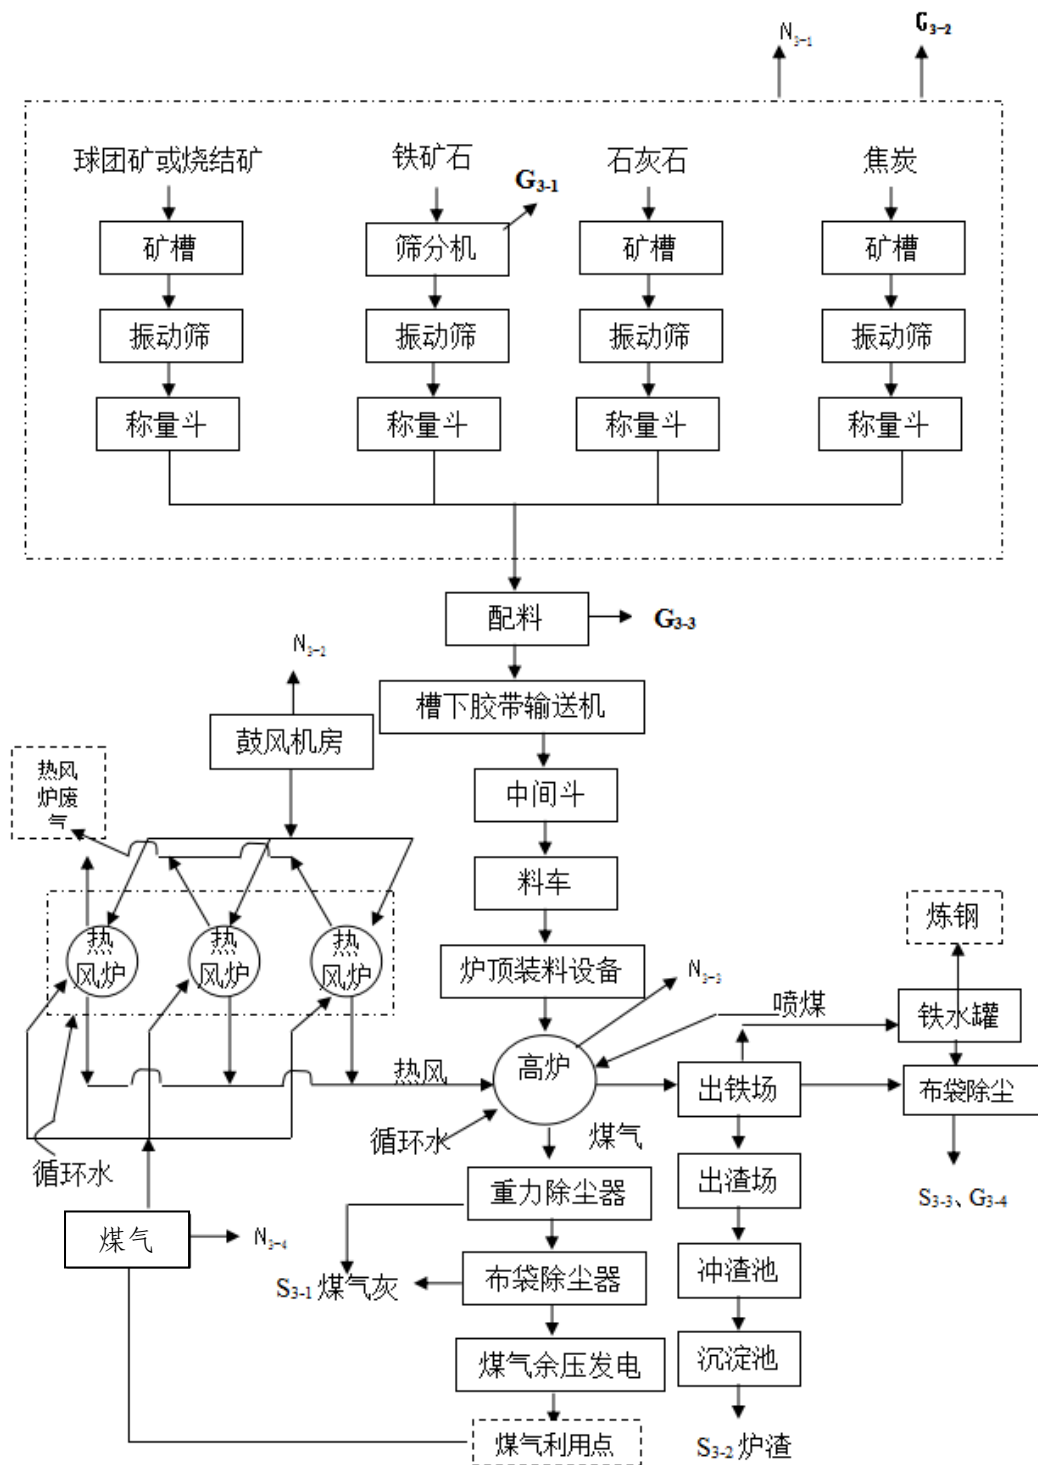 N₃₋₁
G₃₋₂
球团矿或烧结矿
铁矿石
石灰石
焦炭
G₃₋₁
矿槽
筛分机
矿槽
矿槽
振动筛
振动筛
振动筛
振动筛
称量斗
称量斗
称量斗
称量斗
配料
G₃₋₃
N₃₋₂
槽下胶带输送机
鼓风机房
热风
炉废
气
中间斗
料车
炼钢
热
风炉
热
风炉
热
风炉
炉顶装料设备
N₃₋₃
喷煤
铁水罐
热风
高炉
出铁场
布袋除尘
循环水
循环水
煤气
重力除尘器
出渣场
S₃₋₃、G₃₋₄
煤气
N₃₋₄
S₃₋₁煤气灰
布袋除尘器
冲渣池
煤气余压发电
沉淀池
煤气利用点
S₃₋₂炉渣